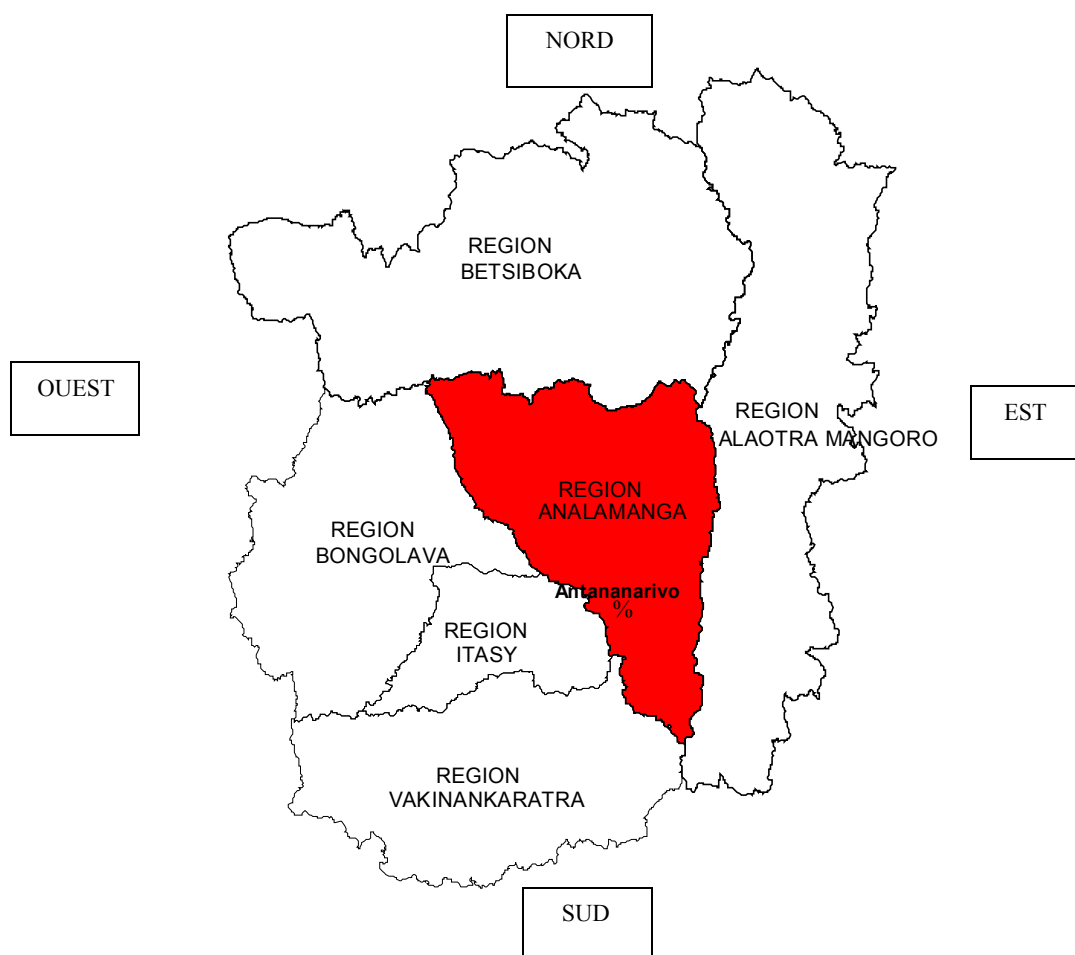 NORD
REGION
BETSIBOKA
OUEST
EST
REGION
ALAOTRA MANGORO
REGION
ANALAMANGA
REGION
BONGOLAVA
Antananarivo
%
REGION
ITASY
REGION
VAKINANKARATRA
SUD